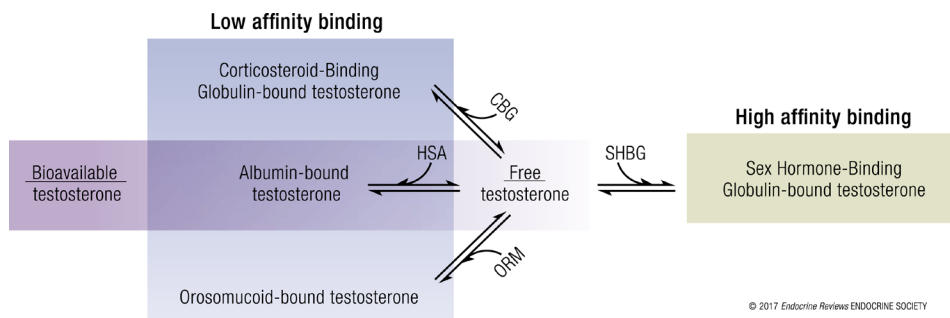 Low affinity binding
Corticosteroid-Binding
Globulin-bound testosterone
CBG
High affinity binding
Bioavailable
testosterone
Albumin-bound
testosterone
HSA
Free
testosterone
SHBG
Sex Hormone-Binding
Globulin-bound testosterone
ORM
Orosomucoid-bound testosterone
© 2017 Endocrine Reviews ENDOCRINE SOCIETY